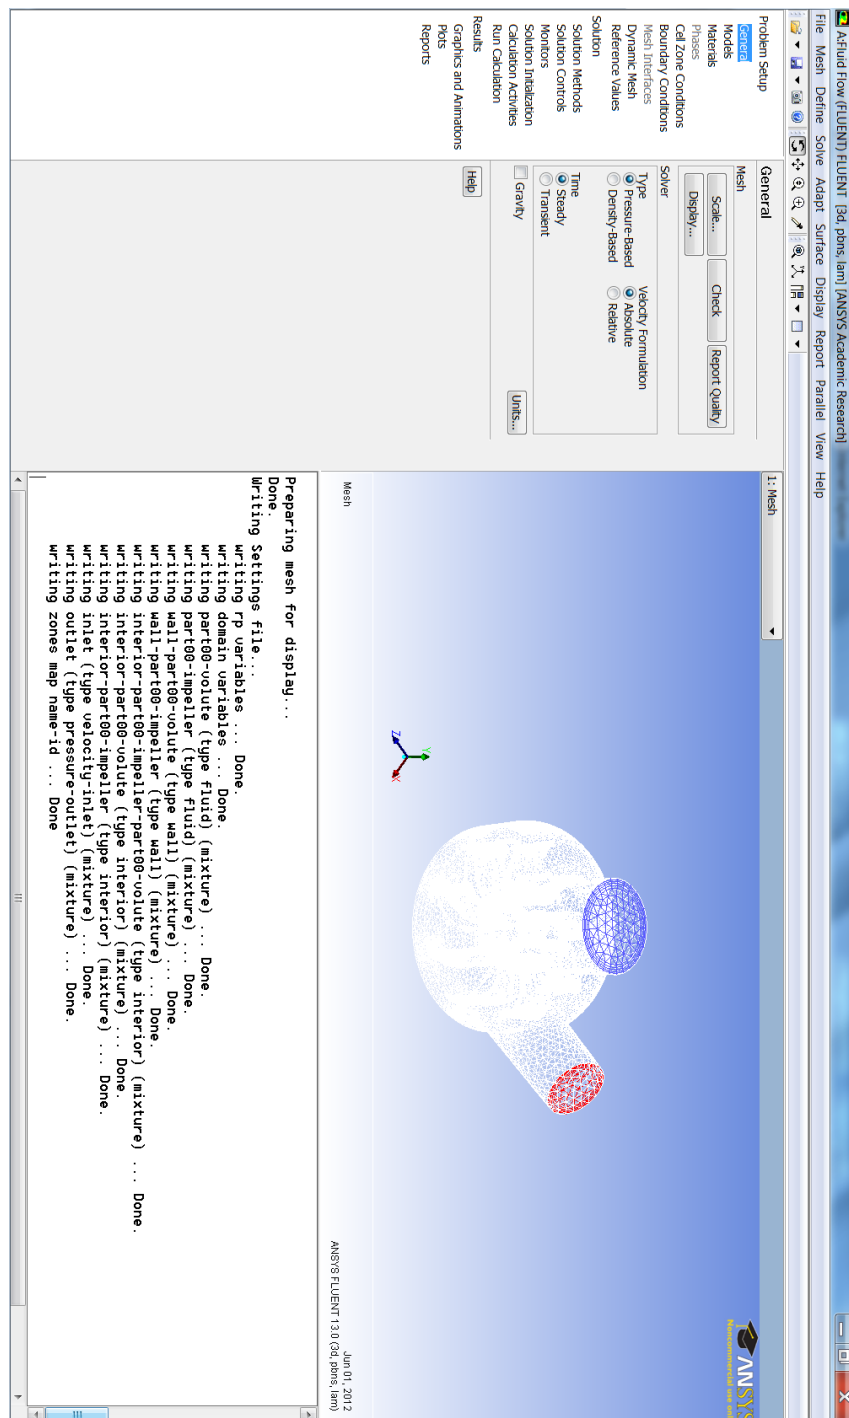 A:Fluid Flow (FLUENT) FLUENT [3d, pbns, lam] [ANSYS Academic Research]
File Mesh Define Solve Adapt Surface Display Report Parallel View Help
Problem Setup
General
Models
Materials
Phases
Cell Zone Conditions
Boundary Conditions
Mesh Interfaces
Dynamic Mesh
Reference Values
Solution
Solution Methods
Solution Controls
Monitors
Solution Initialization
Calculation Activities
Run Calculation
Results
Graphics and Animations
Plots
Reports
General
Mesh
Scale... Check Report Quality
Display...
Solver
Type Velocity Formulation
Pressure-Based Absolute
Density-Based Relative
Time
Steady
Transient
Gravity Units...
Help
1: Mesh
ANSYS
Noncommercial use only
Y
Z X
Mesh
Jun 01, 2012
ANSYS FLUENT 13.0 (3d, pbns, lam)
Preparing mesh for display...
Done.
Writing Settings file...
writing rp variables ... Done.
writing domain variables ... Done.
writing part00-volute (type fluid) (mixture) ... Done.
writing part00-impeller (type fluid) (mixture) ... Done.
writing wall-part00-volute (type wall) (mixture) ... Done.
writing wall-part00-impeller (type wall) (mixture) ... Done.
writing interior-part00-impeller-part00-volute (type interior) (mixture) ... Done.
writing interior-part00-volute (type interior) (mixture) ... Done.
writing interior-part00-impeller (type interior) (mixture) ... Done.
writing inlet (type velocity-inlet) (mixture) ... Done.
writing outlet (type pressure-outlet) (mixture) ... Done.
writing zones map name-id ... Done